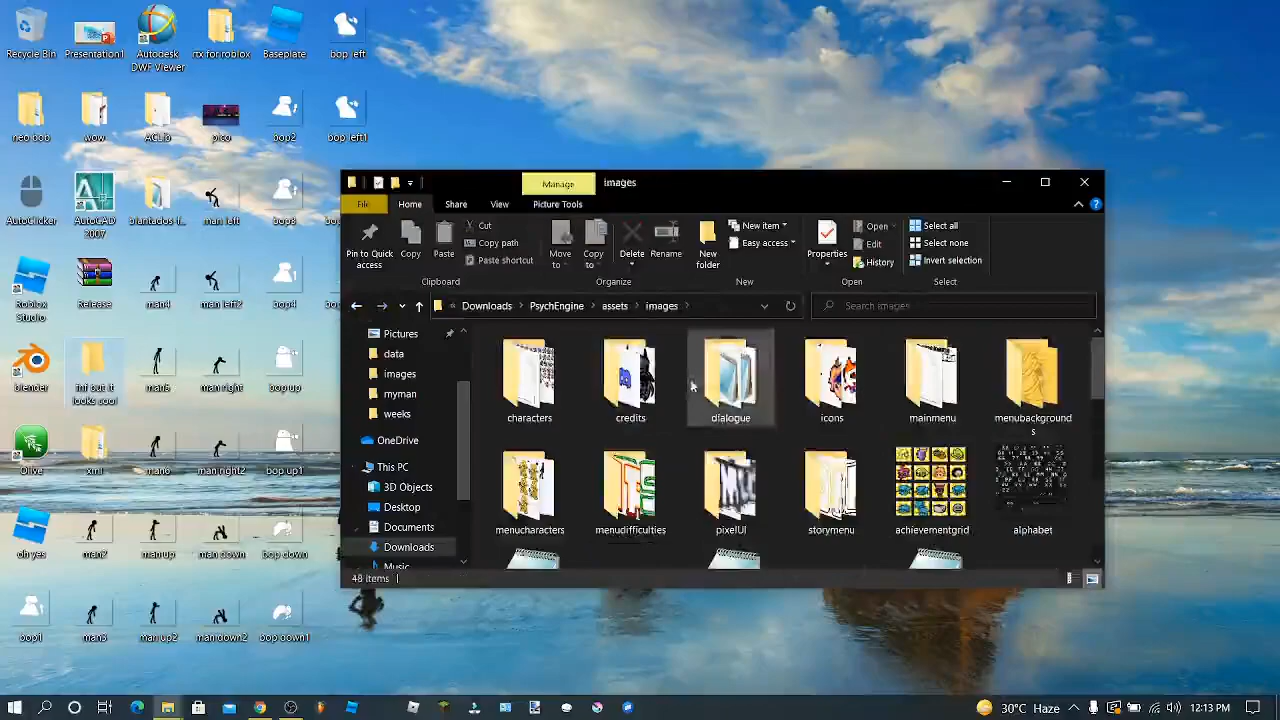 Recycle Bin
Presentation1
Autodesk
DWF Viewer
rtx for roblox
Baseplate
bop left
neo bob
wow
ACLib
pico
bop2
bop left1
AutoClicker
AutoCAD
2007
man left
bop3
Roblox
Studio
Release
man4
man left2
bop4
blender
man5
man right
bop up
Olive
xml
man6
man right2
bop up1
oh yes
man2
man up
man down
bop down
bop1
man3
man up2
man down2
bop down1
Manage
images
File
Home
Share
View
Picture Tools
Pin to Quick
access
Copy
Paste
Cut
Copy path
Paste shortcut
Clipboard
Move
to
Copy
to
Delete
Rename
Organize
New
folder
New item
Easy access
New
Properties
Open
Edit
History
Open
Select all
Select none
Invert selection
Select
« Downloads > PsychEngine > assets > images >
Search images
Pictures
data
images
myman
weeks
OneDrive
This PC
3D Objects
Desktop
Documents
Downloads
Music
characters
credits
dialogue
icons
mainmenu
menubackground
s
menucharacters
menudifficulties
pixelUI
storymenu
achievementgrid
alphabet
48 items
30°C Haze
12:13 PM